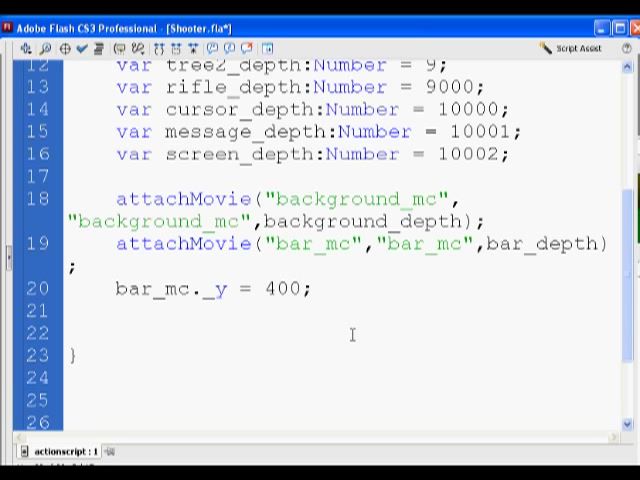 Adobe Flash CS3 Professional - [Shooter.fla*]
Script Assist
12 var tree2_depth:Number = 9;
13 var rifle_depth:Number = 9000;
14 var cursor_depth:Number = 10000;
15 var message_depth:Number = 10001;
16 var screen_depth:Number = 10002;
17
18 attachMovie("background_mc",
"background_mc",background_depth);
19 attachMovie("bar_mc","bar_mc",bar_depth)
;
20 bar_mc._y = 400;
21
22
23 }
24
25
26
actionscript : 1